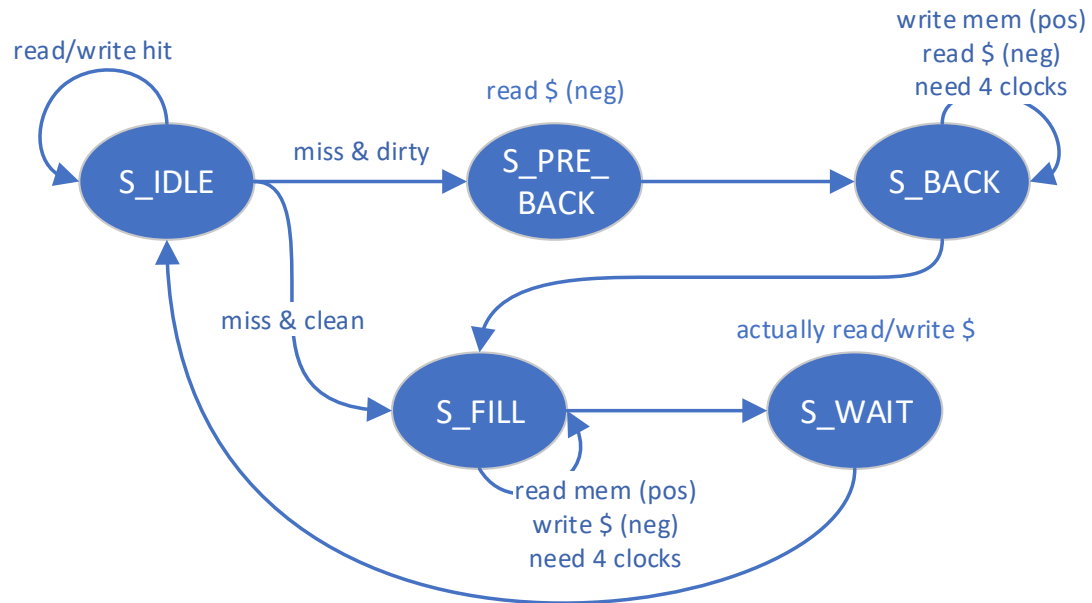 read/write hit
write mem (pos)
read $ (neg)
need 4 clocks
read $ (neg)
miss & dirty
S_IDLE
S_PRE_
BACK
S_BACK
miss & clean
actually read/write $
S_FILL
S_WAIT
read mem (pos)
write $ (neg)
need 4 clocks